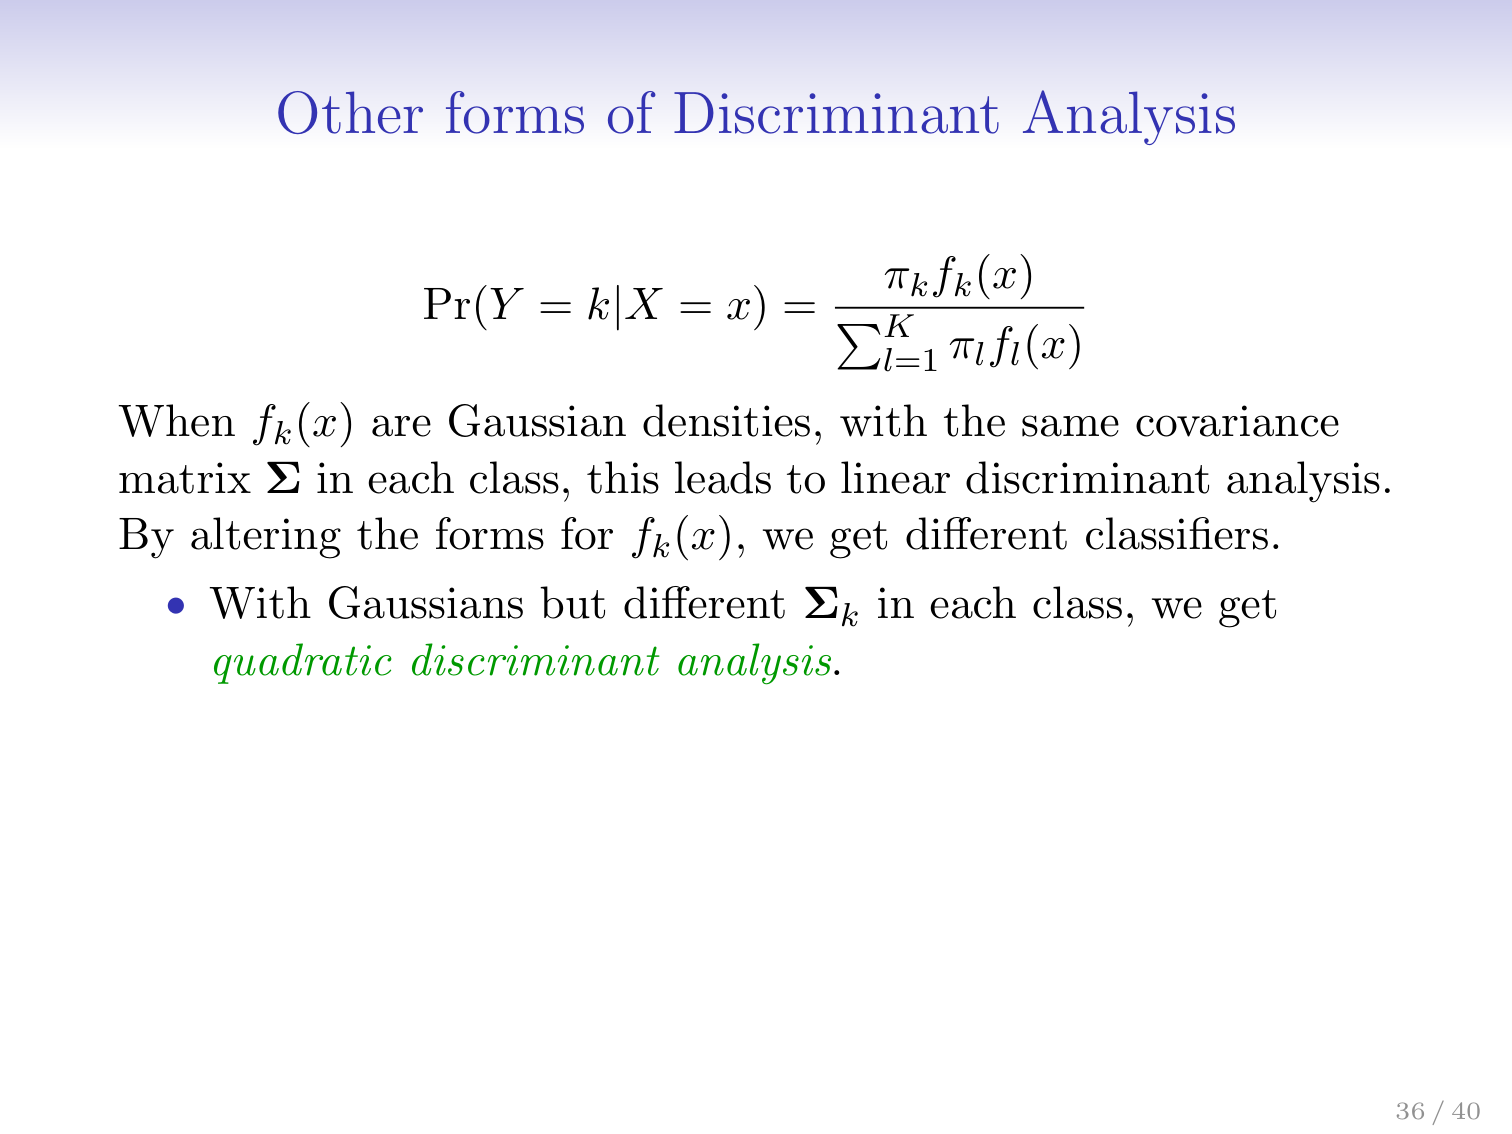 Other forms of Discriminant Analysis
Pr(Y = k|X = x) = \frac{π_k f_k(x)}{\sum_{l=1}^{K} π_l f_l(x)}
When f_k(x) are Gaussian densities, with the same covariance
matrix Σ in each class, this leads to linear discriminant analysis.
By altering the forms for f_k(x), we get different classifiers.
• With Gaussians but different Σ_k in each class, we get
quadratic discriminant analysis.
36 / 40